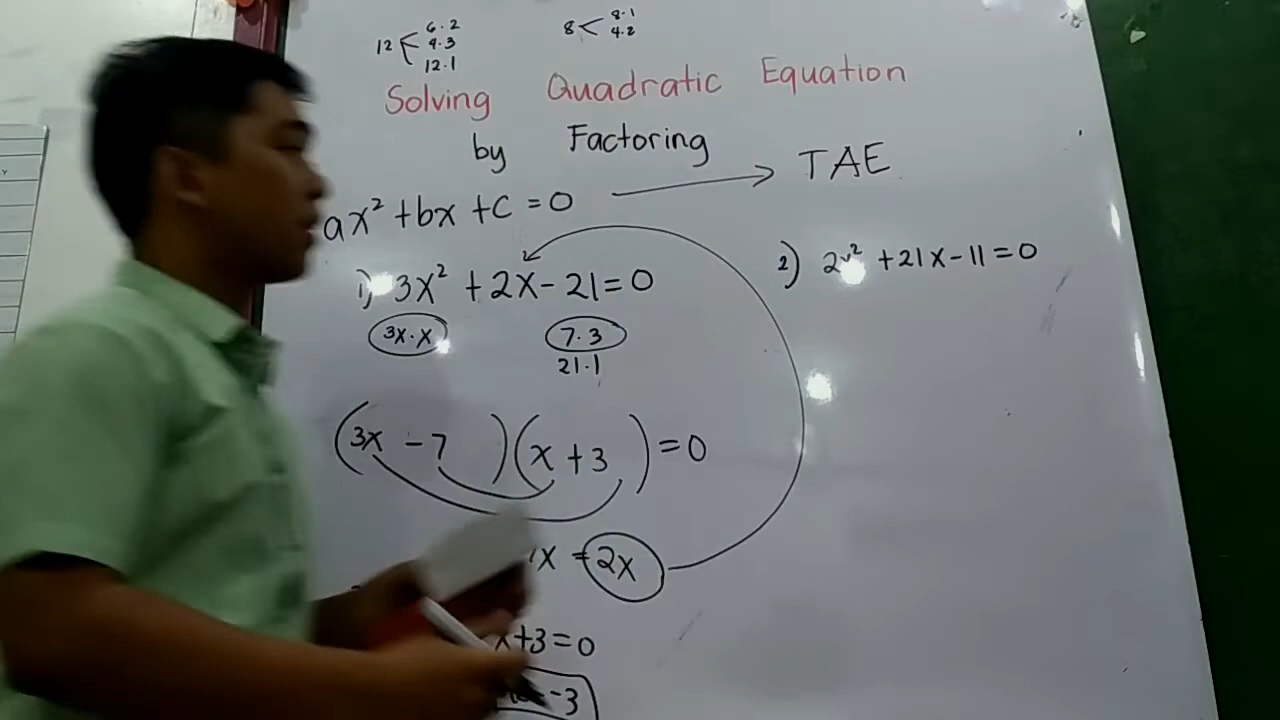 12 < 6·2
4·3
12·1
8 < 8·1
4·2
Solving Quadratic Equation
by Factoring
ax² + bx + c = 0 → TAE
1) 3x² + 2x - 21 = 0
3x·x 7·3
21·1
(3x - 7)(x + 3) = 0
x = 2x
x + 3 = 0
-3
2) 2x² + 21x - 11 = 0